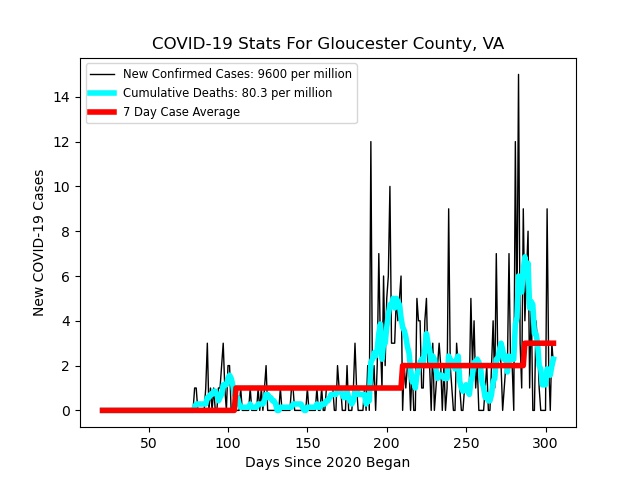 COVID-19 Stats For Gloucester County, VA
New Confirmed Cases: 9600 per million
Cumulative Deaths: 80.3 per million
7 Day Case Average
New COVID-19 Cases
14
12
10
8
6
4
2
0
50 100 150 200 250 300
Days Since 2020 Began